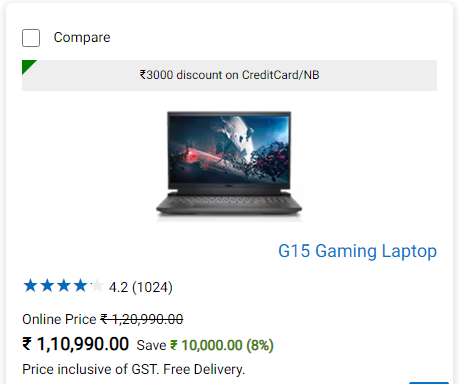 Compare
₹3000 discount on CreditCard/NB
G15 Gaming Laptop
4.2 (1024)
Online Price ₹ 1,20,990.00
₹ 1,10,990.00 Save ₹ 10,000.00 (8%)
Price inclusive of GST. Free Delivery.